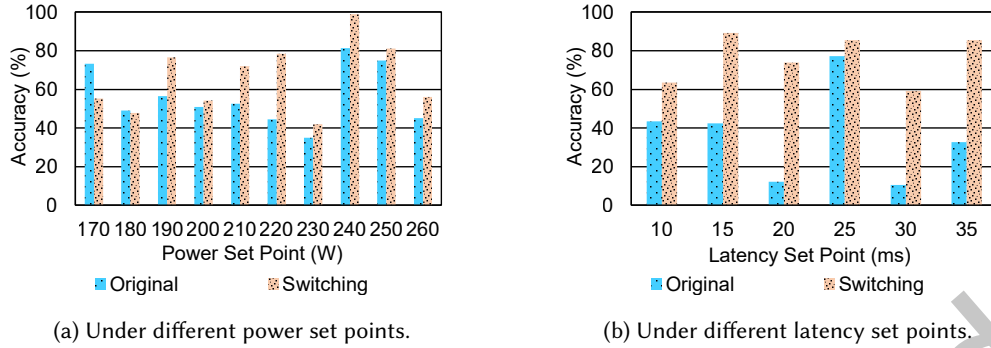 100
80
60
40
20
0
Accuracy (%)
170 180 190 200 210 220 230 240 250 260
Power Set Point (W)
Original Switching
(a) Under different power set points.
100
80
60
40
20
0
Accuracy (%)
10 15 20 25 30 35
Latency Set Point (ms)
Original Switching
(b) Under different latency set points.